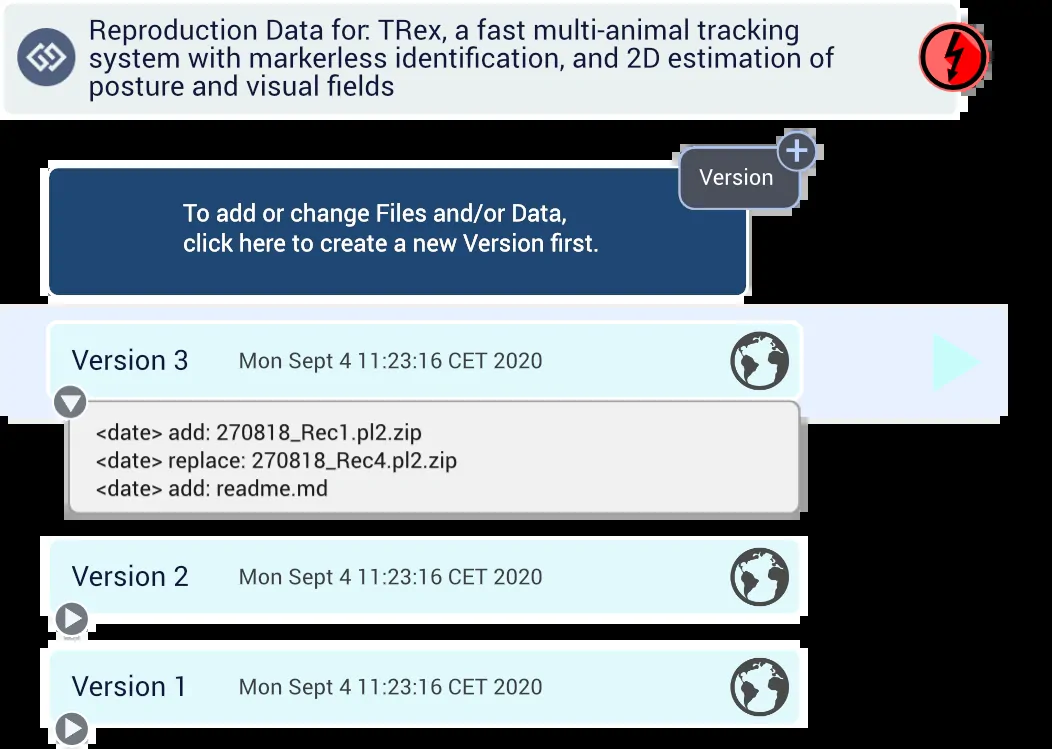 Reproduction Data for: TRex, a fast multi-animal tracking
system with markerless identification, and 2D estimation of
posture and visual fields
Version
To add or change Files and/or Data,
click here to create a new Version first.
Version 3 Mon Sept 4 11:23:16 CET 2020
<date> add: 270818_Rec1.pl2.zip
<date> replace: 270818_Rec4.pl2.zip
<date> add: readme.md
Version 2 Mon Sept 4 11:23:16 CET 2020
Version 1 Mon Sept 4 11:23:16 CET 2020